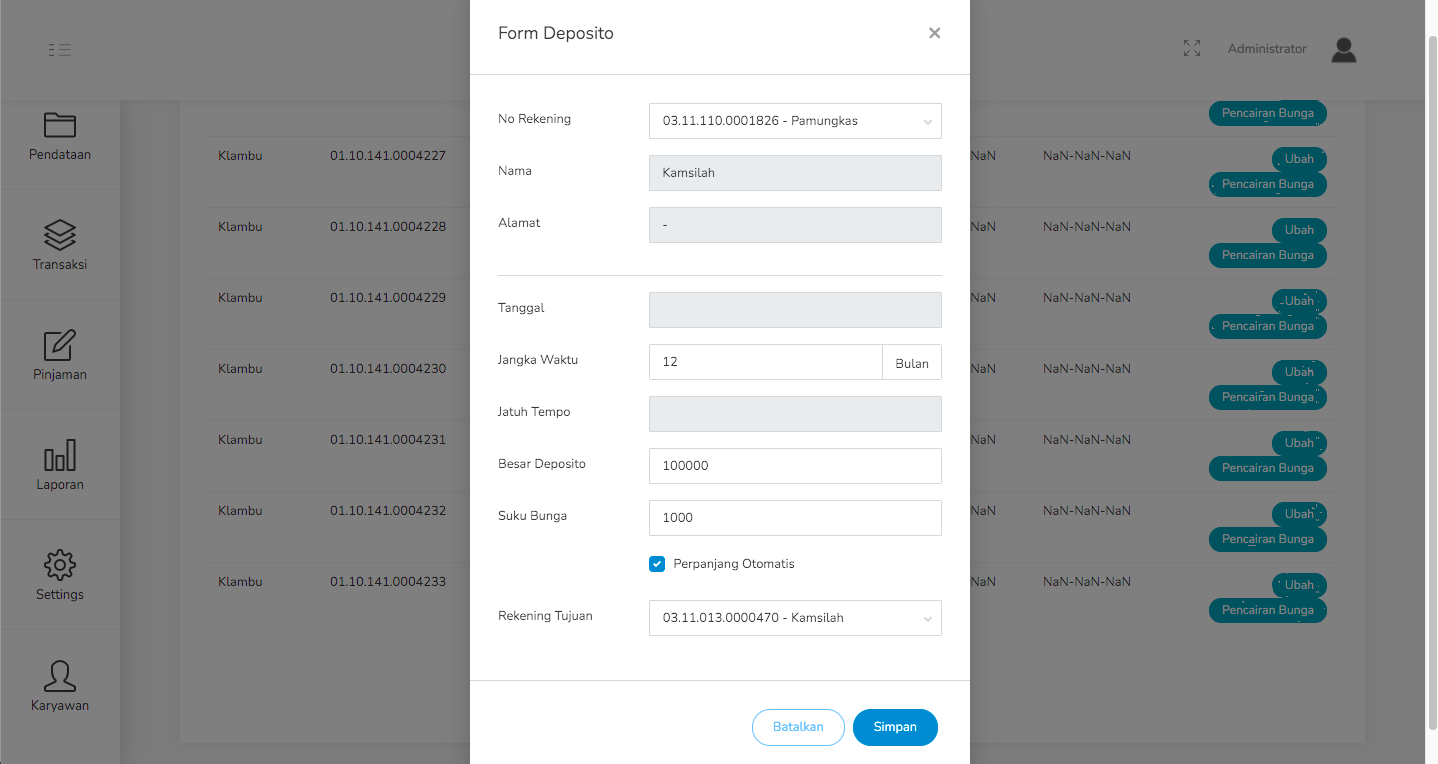 Form Deposito ×
Administrator
Pendataan
Transaksi
Pinjaman
Laporan
Settings
Karyawan
Pencairan Bunga
Klambu 01.10.141.0004227 NaN NaN-NaN-NaN Ubah
Pencairan Bunga
Klambu 01.10.141.0004228 NaN NaN-NaN-NaN Ubah
Pencairan Bunga
Klambu 01.10.141.0004229 NaN NaN-NaN-NaN Ubah
Pencairan Bunga
Klambu 01.10.141.0004230 NaN NaN-NaN-NaN Ubah
Pencairan Bunga
Klambu 01.10.141.0004231 NaN NaN-NaN-NaN Ubah
Pencairan Bunga
Klambu 01.10.141.0004232 NaN NaN-NaN-NaN Ubah
Pencairan Bunga
Klambu 01.10.141.0004233 NaN NaN-NaN-NaN Ubah
Pencairan Bunga
No Rekening 03.11.110.0001826 - Pamungkas
Nama Kamsilah
Alamat -
Tanggal
Jangka Waktu 12 Bulan
Jatuh Tempo
Besar Deposito 100000
Suku Bunga 1000
Perpanjang Otomatis
Rekening Tujuan 03.11.013.0000470 - Kamsilah
Batalkan Simpan